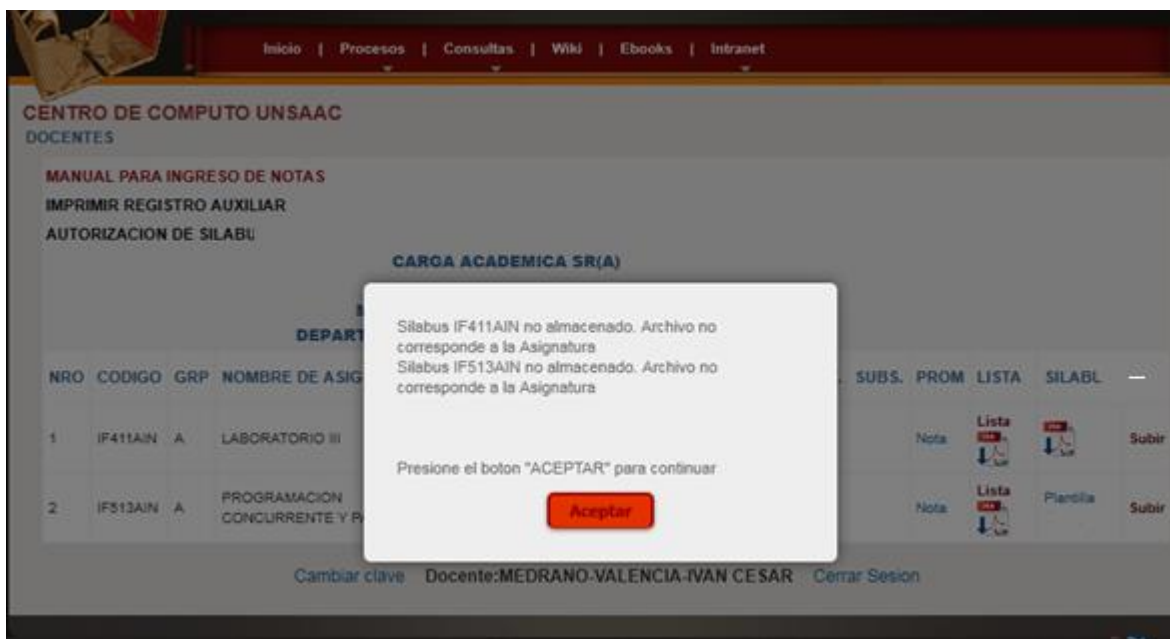 Inicio | Procesos | Consultas | Wiki | Ebooks | Intranet
CENTRO DE COMPUTO UNSAAC
DOCENTES
MANUAL PARA INGRESO DE NOTAS
IMPRIMIR REGISTRO AUXILIAR
AUTORIZACION DE SILABU
CARGA ACADEMICA SR(A)
DEPART
Silabus IF411AIN no almacenado. Archivo no
corresponde a la Asignatura
Silabus IF513AIN no almacenado. Archivo no
corresponde a la Asignatura
Presione el boton "ACEPTAR" para continuar
Aceptar
NRO CODIGO GRP NOMBRE DE ASIG SUBS. PROM LISTA SILABL
1 IF411AIN A LABORATORIO III Nota Lista Subir
2 IF513AIN A PROGRAMACION Nota Lista Plantilla Subir
CONCURRENTE Y P
Cambiar clave Docente:MEDRANO-VALENCIA-IVAN CESAR Cerrar Sesion